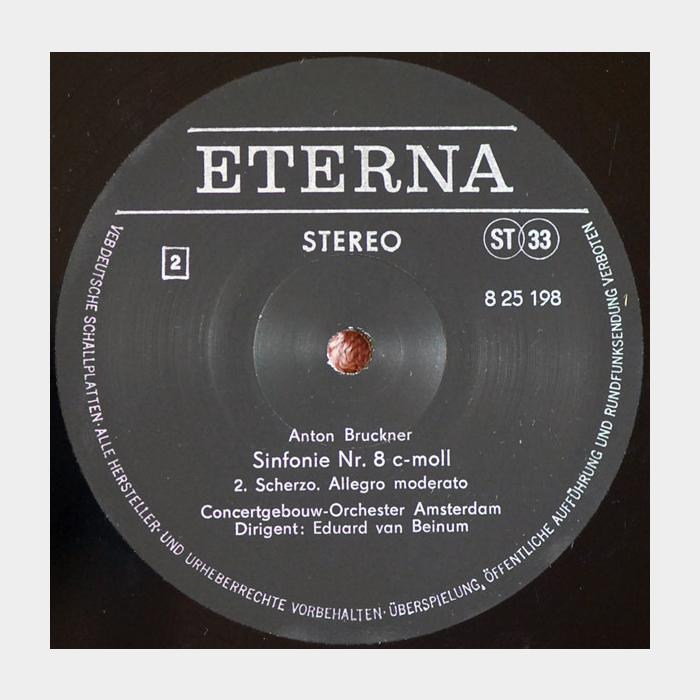 ETERNA
STEREO
ST 33
2
8 25 198
Anton Bruckner
Sinfonie Nr. 8 c-moll
2. Scherzo. Allegro moderato
Concertgebouw-Orchester Amsterdam
Dirigent: Eduard van Beinum
VEB DEUTSCHE SCHALLPLATTEN · ALLE HERSTELLER- UND URHEBERRECHTE VORBEHALTEN · ÜBERSPIELUNG, ÖFFENTLICHE AUFFÜHRUNG UND RUNDFUNKSENDUNG VERBOTEN